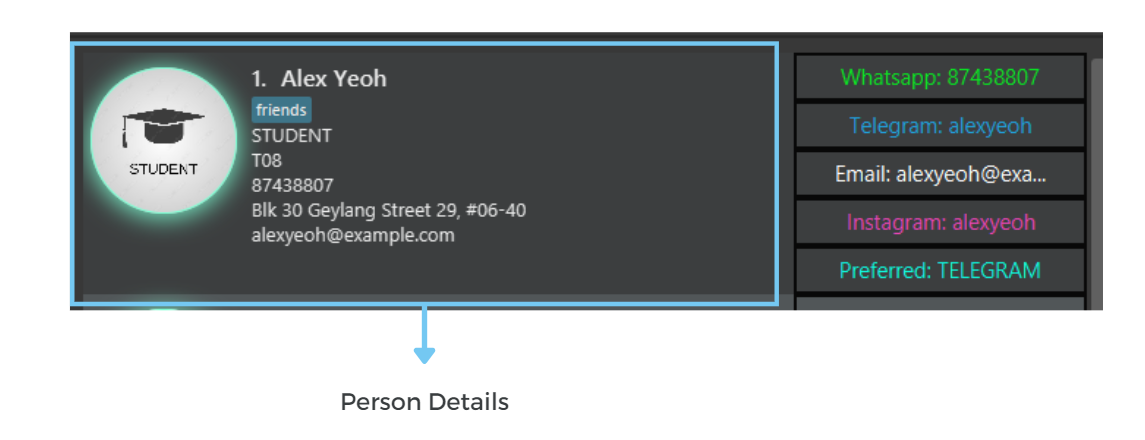 1. Alex Yeoh
friends
STUDENT
STUDENT
T08
87438807
Blk 30 Geylang Street 29, #06-40
alexyeoh@example.com
Whatsapp: 87438807
Telegram: alexyeoh
Email: alexyeoh@exa...
Instagram: alexyeoh
Preferred: TELEGRAM
Person Details